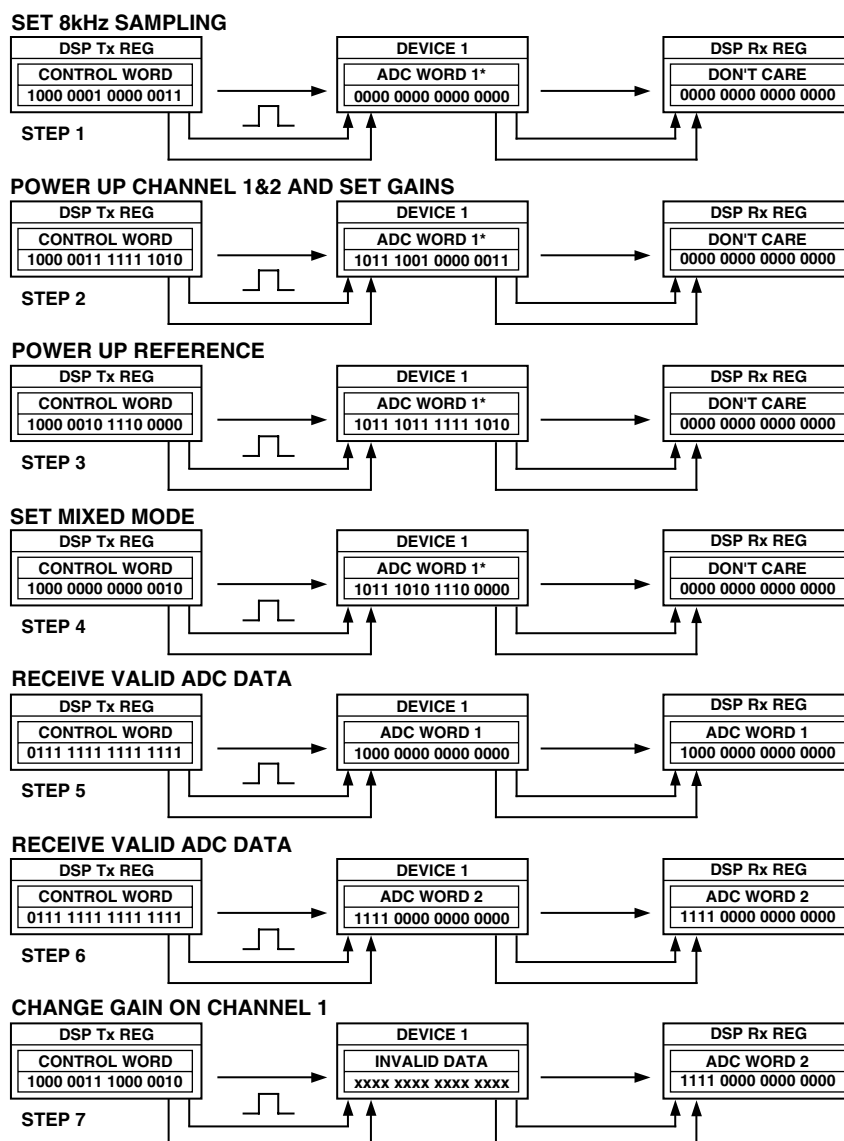 SET 8kHz SAMPLING
DSP Tx REG DEVICE 1 DSP Rx REG
CONTROL WORD ADC WORD 1* DON'T CARE
1000 0001 0000 0011 0000 0000 0000 0000 0000 0000 0000 0000
STEP 1
POWER UP CHANNEL 1&2 AND SET GAINS
DSP Tx REG DEVICE 1 DSP Rx REG
CONTROL WORD ADC WORD 1* DON'T CARE
1000 0011 1111 1010 1011 1001 0000 0011 0000 0000 0000 0000
STEP 2
POWER UP REFERENCE
DSP Tx REG DEVICE 1 DSP Rx REG
CONTROL WORD ADC WORD 1* DON'T CARE
1000 0010 1110 0000 1011 1011 1111 1010 0000 0000 0000 0000
STEP 3
SET MIXED MODE
DSP Tx REG DEVICE 1 DSP Rx REG
CONTROL WORD ADC WORD 1* DON'T CARE
1000 0000 0000 0010 1011 1010 1110 0000 0000 0000 0000 0000
STEP 4
RECEIVE VALID ADC DATA
DSP Tx REG DEVICE 1 DSP Rx REG
CONTROL WORD ADC WORD 1 ADC WORD 1
0111 1111 1111 1111 1000 0000 0000 0000 1000 0000 0000 0000
STEP 5
RECEIVE VALID ADC DATA
DSP Tx REG DEVICE 1 DSP Rx REG
CONTROL WORD ADC WORD 2 ADC WORD 2
0111 1111 1111 1111 1111 0000 0000 0000 1111 0000 0000 0000
STEP 6
CHANGE GAIN ON CHANNEL 1
DSP Tx REG DEVICE 1 DSP Rx REG
CONTROL WORD INVALID DATA ADC WORD 2
1000 0011 1000 0010 xxxx xxxx xxxx xxxx 1111 0000 0000 0000
STEP 7